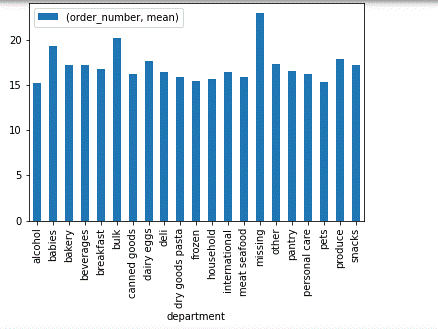 (order_number, mean)
20
15
10
5
0
alcohol
babies
bakery
beverages
breakfast
bulk
canned goods
dairy eggs
deli
dry goods pasta
frozen
household
international
meat seafood
missing
other
pantry
personal care
pets
produce
snacks
department